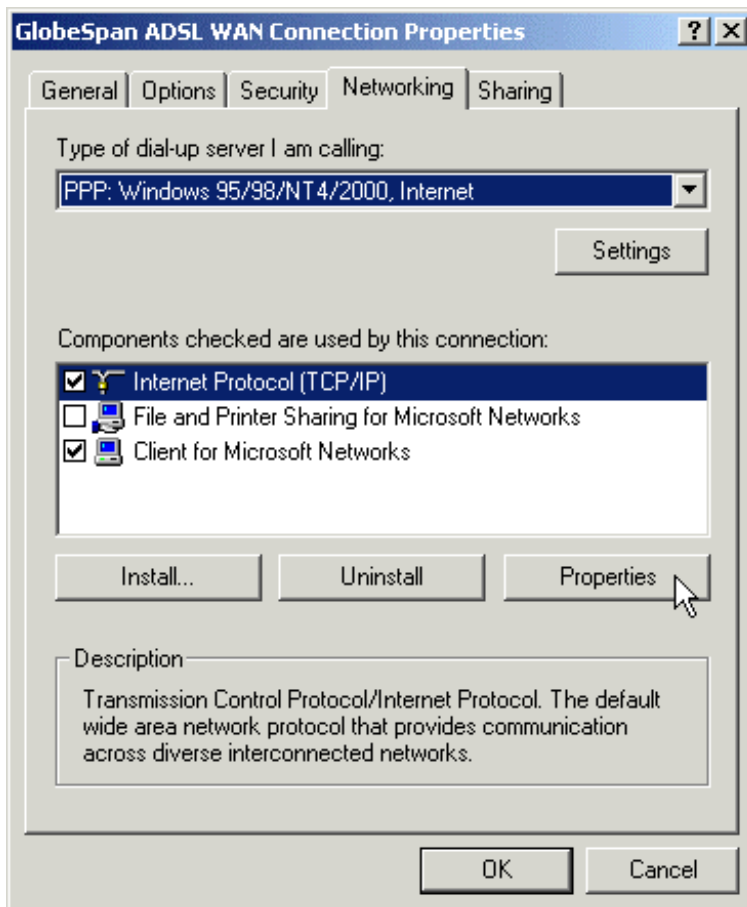 GlobeSpan ADSL WAN Connection Properties
General Options Security Networking Sharing
Type of dial-up server I am calling:
PPP: Windows 95/98/NT4/2000, Internet
Settings
Components checked are used by this connection:
Internet Protocol (TCP/IP)
File and Printer Sharing for Microsoft Networks
Client for Microsoft Networks
Install... Uninstall Properties
Description
Transmission Control Protocol/Internet Protocol. The default
wide area network protocol that provides communication
across diverse interconnected networks.
OK Cancel